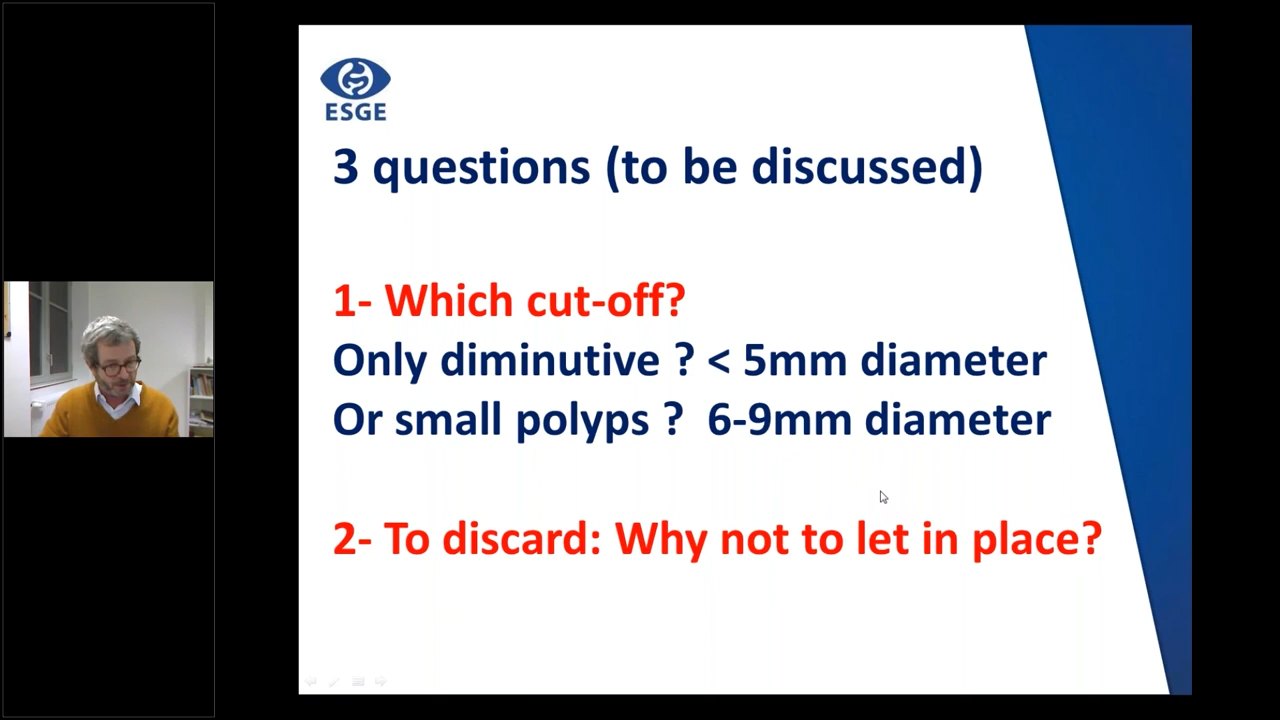 ESGE
3 questions (to be discussed)
1- Which cut-off?
Only diminutive ? < 5mm diameter
Or small polyps ?  6-9mm diameter
2- To discard: Why not to let in place?